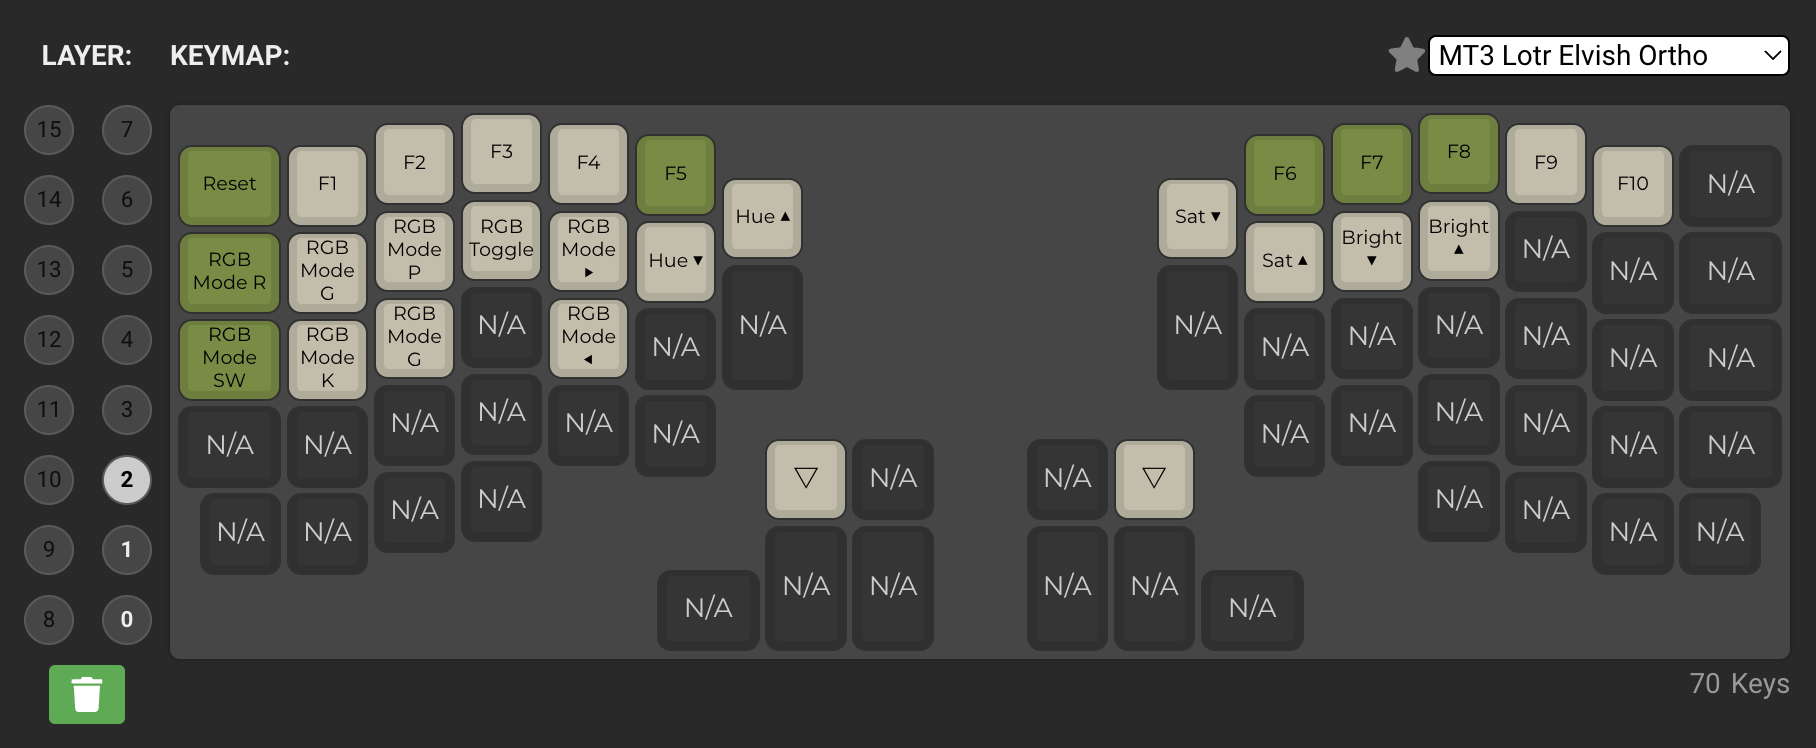 LAYER: KEYMAP: MT3 Lotr Elvish Ortho
15 7
14 6
13 5
12 4
11 3
10 2
9 1
8 0
Reset F1 F2 F3 F4 F5 Hue ▲
RGB Mode R RGB Mode G RGB Mode P RGB Toggle RGB Mode ▶ Hue ▼ N/A
RGB Mode SW RGB Mode K RGB Mode G N/A RGB Mode ◀ N/A
N/A N/A N/A N/A N/A N/A
N/A N/A N/A N/A
▽ N/A
N/A N/A N/A
Sat ▼ F6 F7 F8 F9 F10 N/A
N/A Sat ▲ Bright ▼ Bright ▲ N/A N/A N/A
N/A N/A N/A N/A N/A N/A
N/A N/A N/A N/A N/A N/A
N/A N/A N/A N/A
N/A ▽
N/A N/A N/A
70 Keys